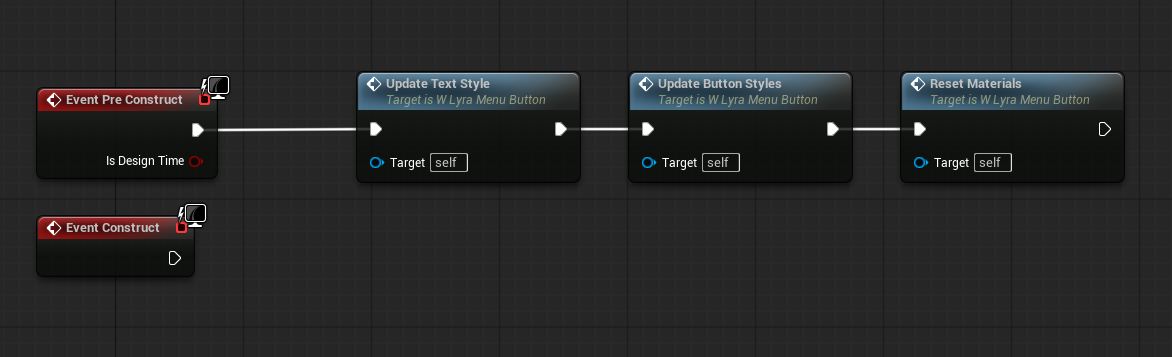 Event Pre Construct
Is Design Time
Update Text Style
Target is W Lyra Menu Button
Target self
Update Button Styles
Target is W Lyra Menu Button
Target self
Reset Materials
Target is W Lyra Menu Button
Target self
Event Construct